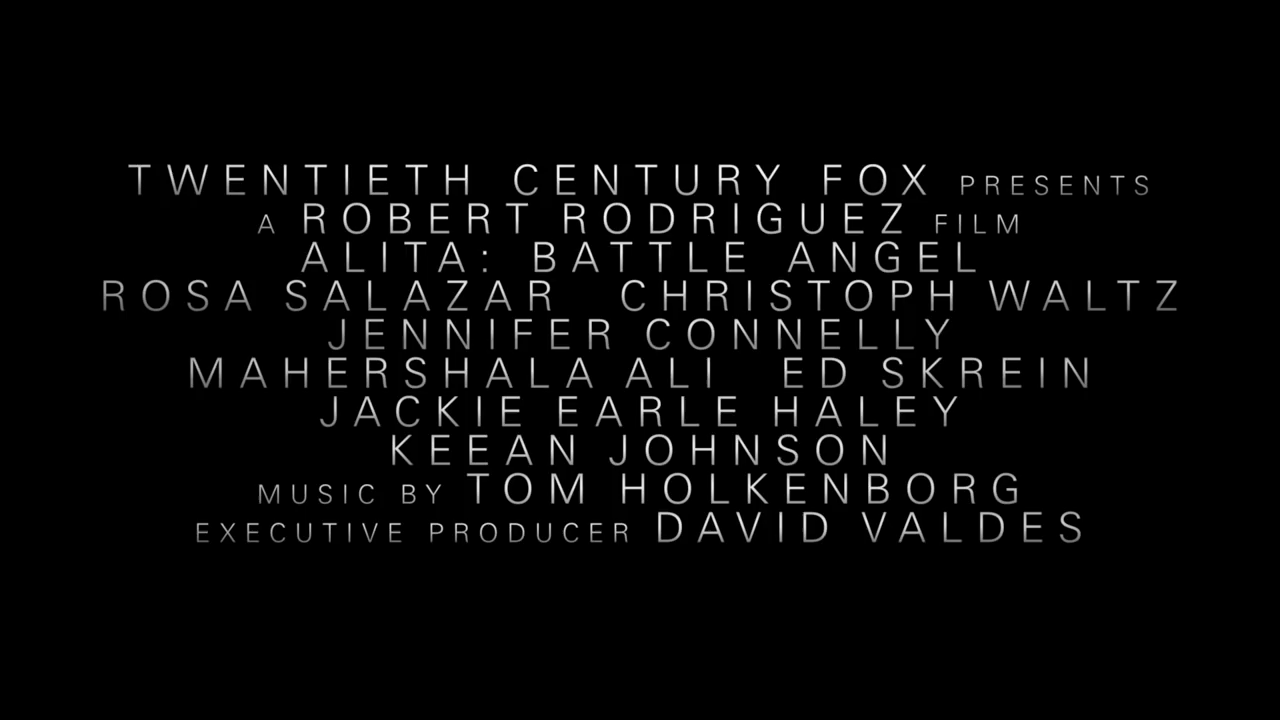 TWENTIETH CENTURY FOX PRESENTS
A ROBERT RODRIGUEZ FILM
ALITA: BATTLE ANGEL
ROSA SALAZAR CHRISTOPH WALTZ
JENNIFER CONNELLY
MAHERSHALA ALI ED SKREIN
JACKIE EARLE HALEY
KEEAN JOHNSON
MUSIC BY TOM HOLKENBORG
EXECUTIVE PRODUCER DAVID VALDES